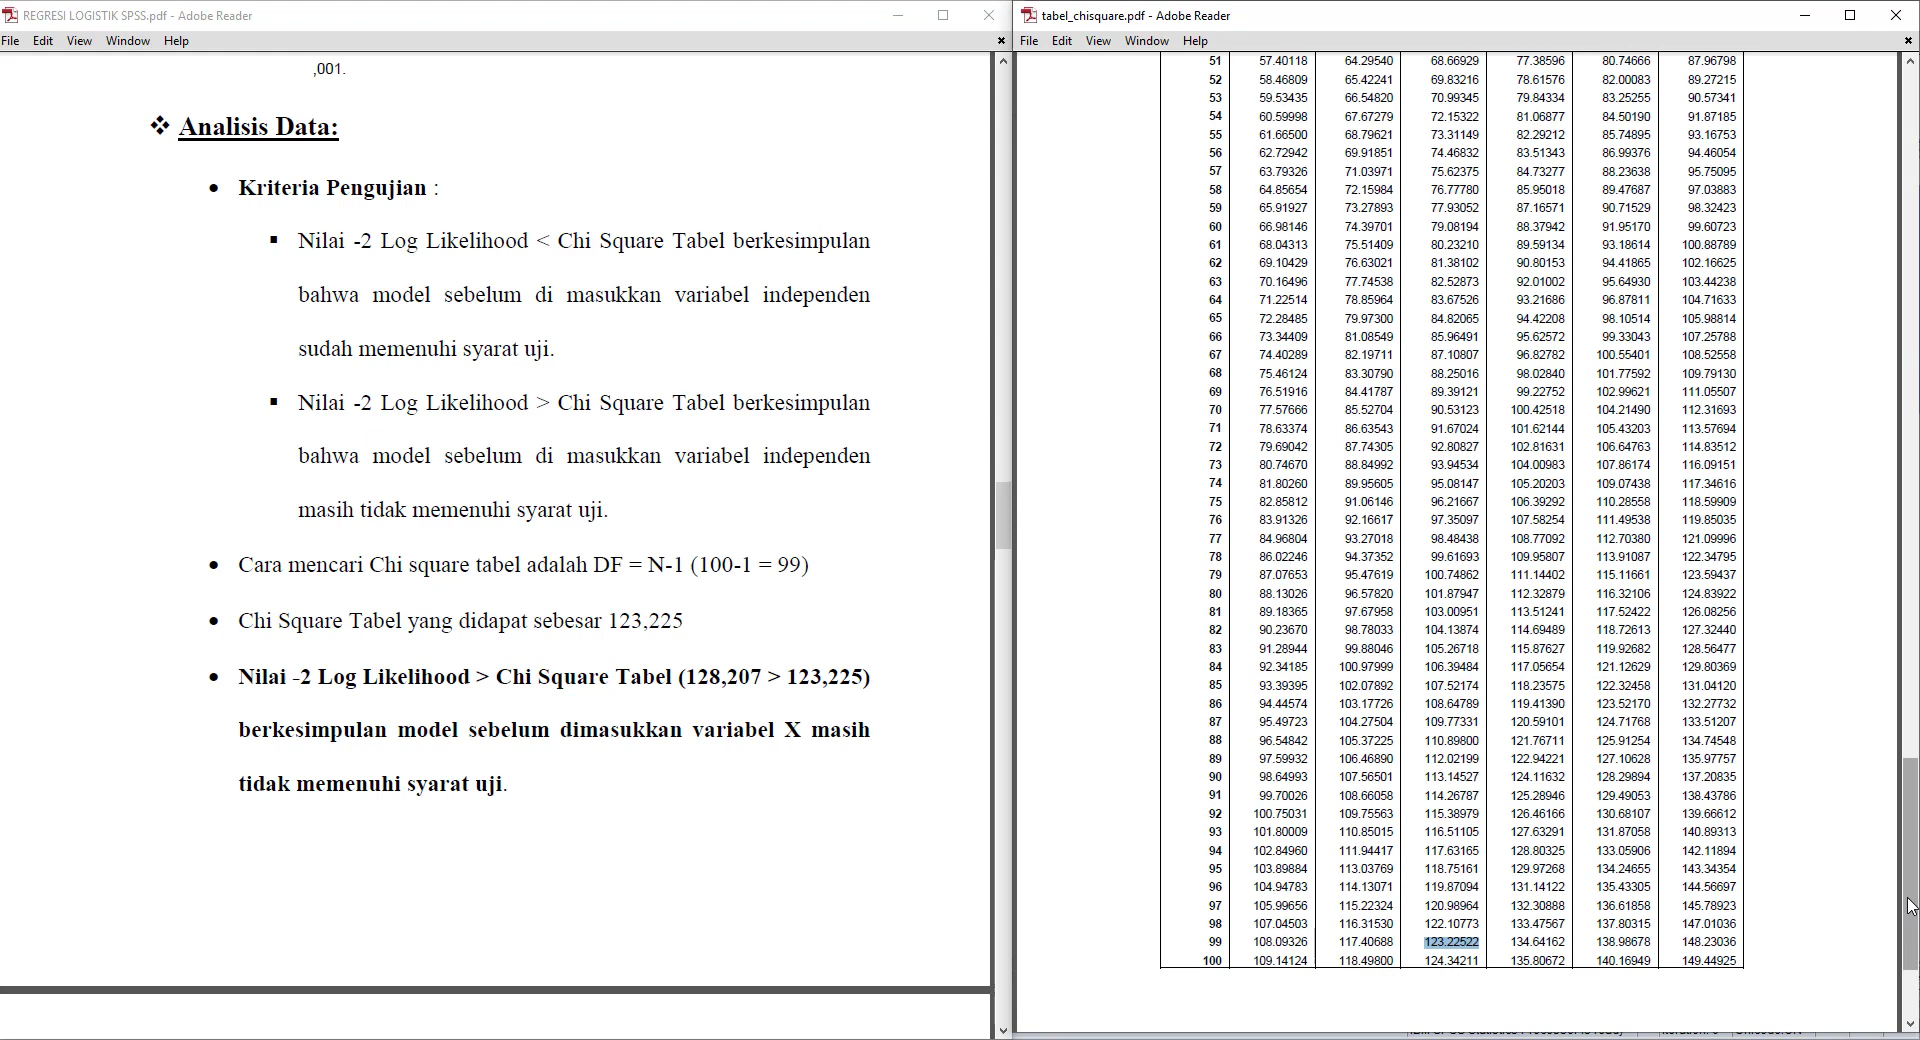 REGRESI LOGISTIK SPSS.pdf - Adobe Reader
File Edit View Window Help
,001.
❖ Analisis Data:
• Kriteria Pengujian :
▪ Nilai -2 Log Likelihood < Chi Square Tabel berkesimpulan
bahwa model sebelum di masukkan variabel independen
sudah memenuhi syarat uji.
▪ Nilai -2 Log Likelihood > Chi Square Tabel berkesimpulan
bahwa model sebelum di masukkan variabel independen
masih tidak memenuhi syarat uji.
• Cara mencari Chi square tabel adalah DF = N-1 (100-1 = 99)
• Chi Square Tabel yang didapat sebesar 123,225
• Nilai -2 Log Likelihood > Chi Square Tabel (128,207 > 123,225)
berkesimpulan model sebelum dimasukkan variabel X masih
tidak memenuhi syarat uji.
tabel_chisquare.pdf - Adobe Reader
File Edit View Window Help
51 57.40118 64.29540 68.66929 77.38596 80.74666 87.96798
52 58.46809 65.42241 69.83216 78.61576 82.00083 89.27215
53 59.53435 66.54820 70.99345 79.84334 83.25255 90.57341
54 60.59998 67.67279 72.15322 81.06877 84.50190 91.87185
55 61.66500 68.79621 73.31149 82.29212 85.74895 93.16753
56 62.72942 69.91851 74.46832 83.51343 86.99376 94.46054
57 63.79326 71.03971 75.62375 84.73277 88.23638 95.75095
58 64.85654 72.15984 76.77780 85.95018 89.47687 97.03883
59 65.91927 73.27893 77.93052 87.16571 90.71529 98.32423
60 66.98146 74.39701 79.08194 88.37942 91.95170 99.60723
61 68.04313 75.51409 80.23210 89.59134 93.18614 100.88789
62 69.10429 76.63021 81.38102 90.80153 94.41865 102.16625
63 70.16496 77.74538 82.52873 92.01002 95.64930 103.44238
64 71.22514 78.85964 83.67526 93.21686 96.87811 104.71633
65 72.28485 79.97300 84.82065 94.42208 98.10514 105.98814
66 73.34409 81.08549 85.96491 95.62572 99.33043 107.25788
67 74.40289 82.19711 87.10807 96.82782 100.55401 108.52558
68 75.46124 83.30790 88.25016 98.02840 101.77592 109.79130
69 76.51916 84.41787 89.39121 99.22752 102.99621 111.05507
70 77.57666 85.52704 90.53123 100.42518 104.21490 112.31693
71 78.63374 86.63543 91.67024 101.62144 105.43203 113.57694
72 79.69042 87.74305 92.80827 102.81631 106.64763 114.83512
73 80.74670 88.84992 93.94534 104.00983 107.86174 116.09151
74 81.80260 89.95605 95.08147 105.20203 109.07438 117.34616
75 82.85812 91.06146 96.21667 106.39292 110.28558 118.59909
76 83.91326 92.16617 97.35097 107.58254 111.49538 119.85035
77 84.96804 93.27018 98.48438 108.77092 112.70380 121.09996
78 86.02246 94.37352 99.61693 109.95807 113.91087 122.34795
79 87.07653 95.47619 100.74862 111.14402 115.11661 123.59437
80 88.13026 96.57820 101.87947 112.32879 116.32106 124.83922
81 89.18365 97.67958 103.00951 113.51241 117.52422 126.08256
82 90.23670 98.78033 104.13874 114.69489 118.72613 127.32440
83 91.28944 99.88046 105.26718 115.87627 119.92682 128.56477
84 92.34185 100.97999 106.39484 117.05654 121.12629 129.80369
85 93.39395 102.07892 107.52174 118.23575 122.32458 131.04120
86 94.44574 103.17726 108.64789 119.41390 123.52170 132.27732
87 95.49723 104.27504 109.77331 120.59101 124.71768 133.51207
88 96.54842 105.37225 110.89800 121.76711 125.91254 134.74548
89 97.59932 106.46890 112.02199 122.94221 127.10628 135.97757
90 98.64993 107.56501 113.14527 124.11632 128.29894 137.20835
91 99.70026 108.66058 114.26787 125.28946 129.49053 138.43786
92 100.75031 109.75563 115.38979 126.46166 130.68107 139.66612
93 101.80009 110.85015 116.51105 127.63291 131.87058 140.89313
94 102.84960 111.94417 117.63165 128.80325 133.05906 142.11894
95 103.89884 113.03769 118.75161 129.97268 134.24655 143.34354
96 104.94783 114.13071 119.87094 131.14122 135.43305 144.56697
97 105.99656 115.22324 120.98964 132.30888 136.61858 145.78923
98 107.04503 116.31530 122.10773 133.47567 137.80315 147.01036
99 108.09326 117.40688 123.22522 134.64162 138.98678 148.23036
100 109.14124 118.49800 124.34211 135.80672 140.16949 149.44925